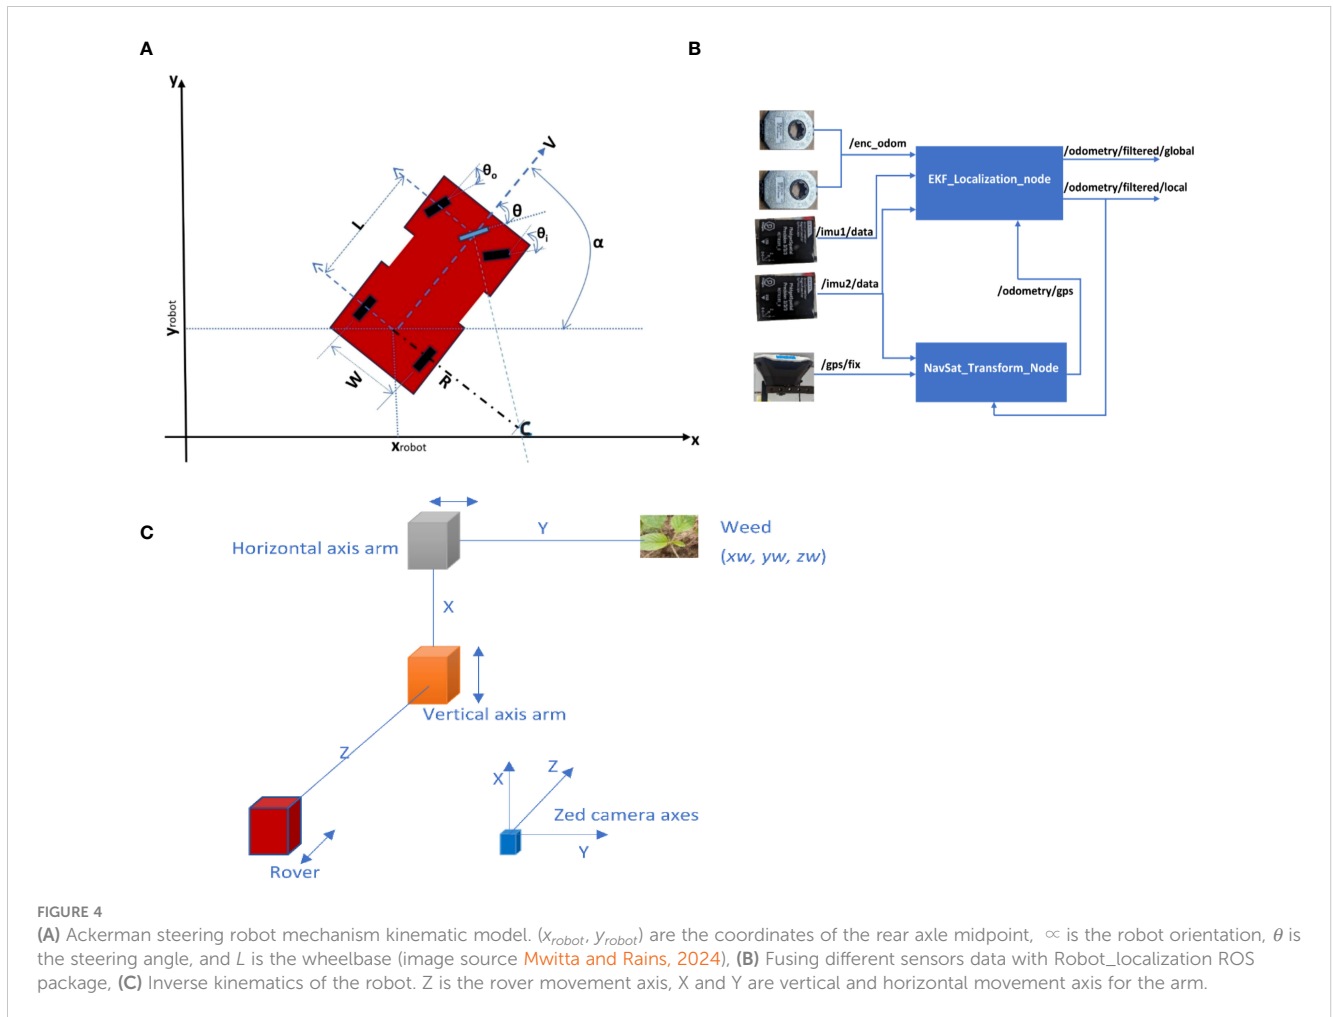 A
y
V
θo
θ
θi
L
α
yrobot
W
R
C
xrobot
x
B
/enc_odom
/imu1/data
/imu2/data
/gps/fix
EKF_Localization_node
/odometry/filtered/global
/odometry/filtered/local
/odometry/gps
NavSat_Transform_Node
C
Horizontal axis arm
Y
Weed
(xw, yw, zw)
X
Vertical axis arm
Z
Rover
X
Z
Zed camera axes
Y
FIGURE 4
(A) Ackerman steering robot mechanism kinematic model. (xrobot, yrobot) are the coordinates of the rear axle midpoint, ∝ is the robot orientation, θ is
the steering angle, and L is the wheelbase (image source Mwitta and Rains, 2024), (B) Fusing different sensors data with Robot_localization ROS
package, (C) Inverse kinematics of the robot. Z is the rover movement axis, X and Y are vertical and horizontal movement axis for the arm.